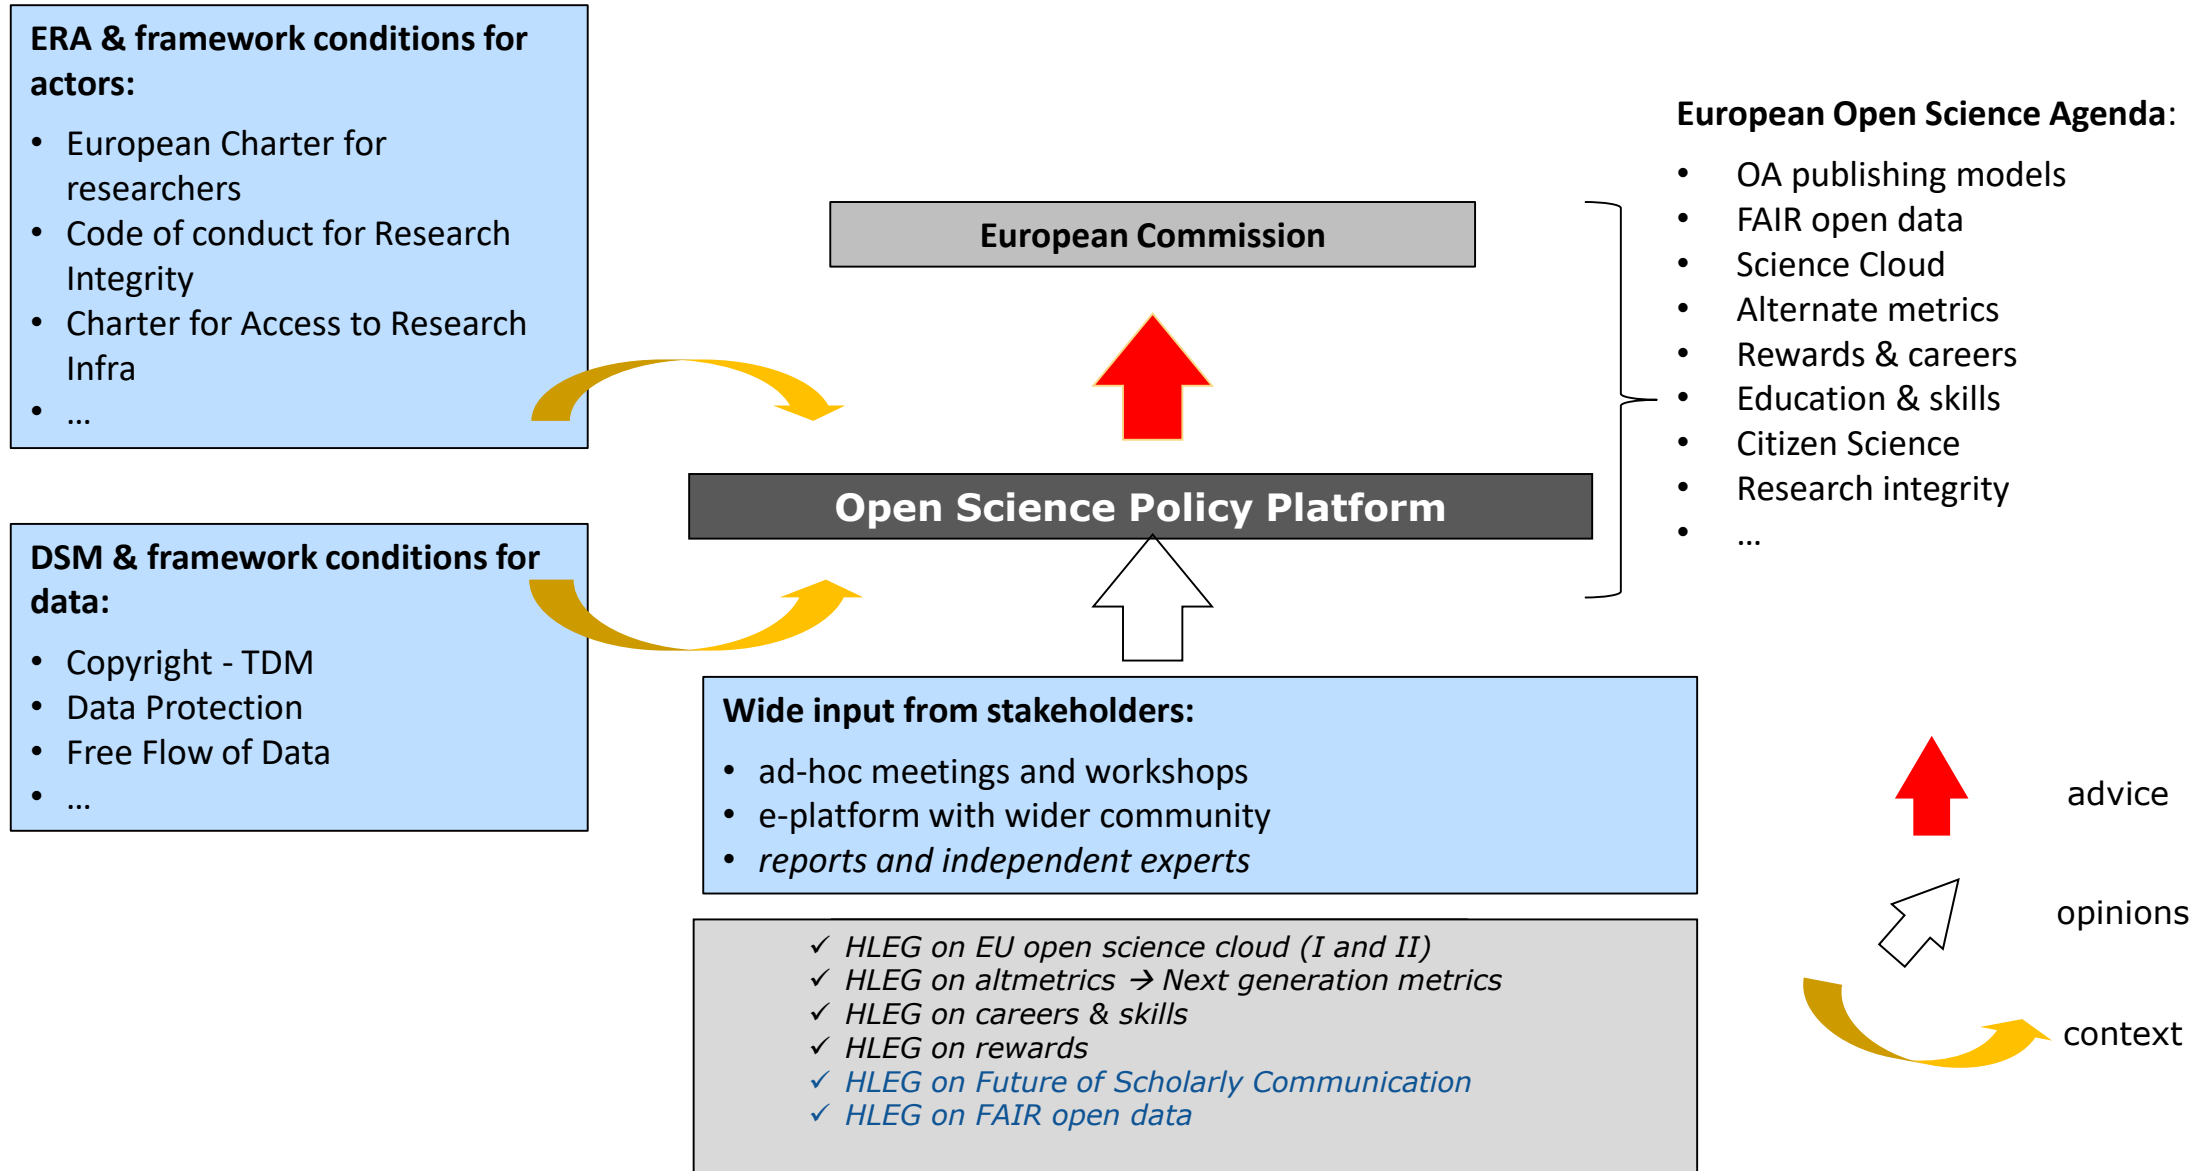 ERA & framework conditions for
actors:
• European Charter for
researchers
• Code of conduct for Research
Integrity
• Charter for Access to Research
Infra
• ...
DSM & framework conditions for
data:
• Copyright - TDM
• Data Protection
• Free Flow of Data
• ...
European Commission
Open Science Policy Platform
Wide input from stakeholders:
• ad-hoc meetings and workshops
• e-platform with wider community
• reports and independent experts
✓ HLEG on EU open science cloud (I and II)
✓ HLEG on altmetrics → Next generation metrics
✓ HLEG on careers & skills
✓ HLEG on rewards
✓ HLEG on Future of Scholarly Communication
✓ HLEG on FAIR open data
European Open Science Agenda:
• OA publishing models
• FAIR open data
• Science Cloud
• Alternate metrics
• Rewards & careers
• Education & skills
• Citizen Science
• Research integrity
• ...
advice
opinions
context